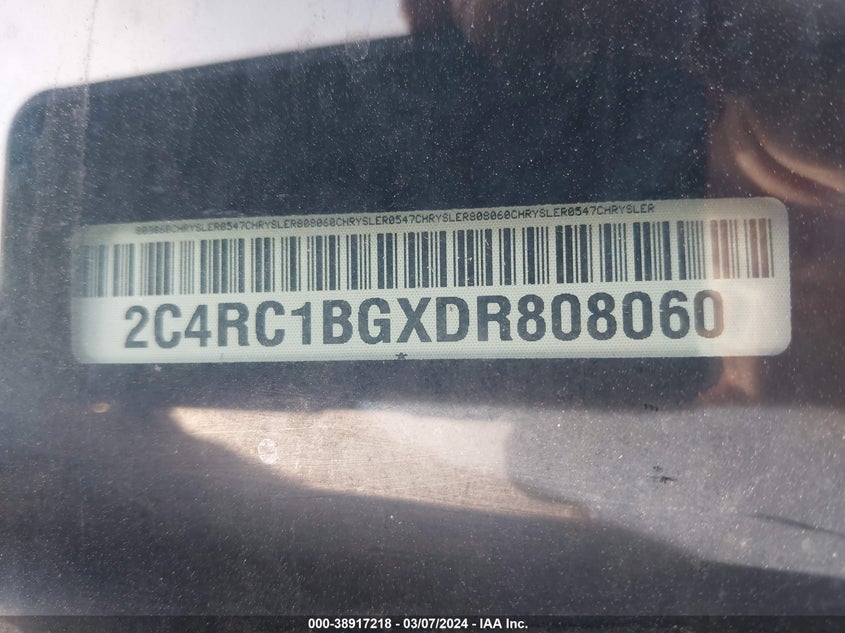 808060CHRYSLER0547CHRYSLER808060CHRYSLER0547CHRYSLER808060CHRYSLER0547CHRYSLER
2C4RC1BGXDR808060
*
000-38917218 - 03/07/2024 - IAA Inc.